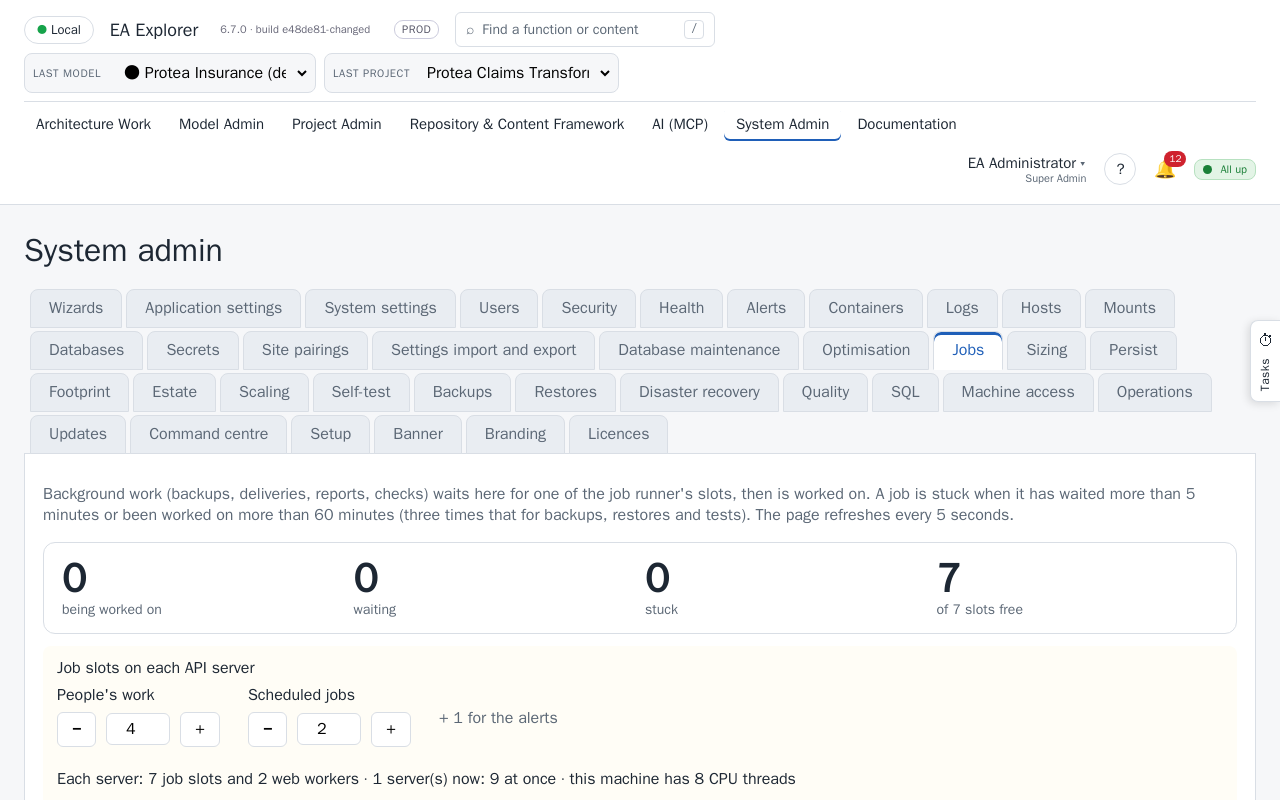 Local
EA Explorer
6.7.0 · build e48de81-changed
PROD
Find a function or content
/
LAST MODEL
Protea Insurance (de
LAST PROJECT
Protea Claims Transforr
Architecture Work
Model Admin
Project Admin
Repository & Content Framework
AI (MCP)
System Admin
Documentation
EA Administrator
Super Admin
?
12
All up
System admin
Wizards
Application settings
System settings
Users
Security
Health
Alerts
Containers
Logs
Hosts
Mounts
Databases
Secrets
Site pairings
Settings import and export
Database maintenance
Optimisation
Jobs
Sizing
Persist
Footprint
Estate
Scaling
Self-test
Backups
Restores
Disaster recovery
Quality
SQL
Machine access
Operations
Updates
Command centre
Setup
Banner
Branding
Licences
Tasks
Background work (backups, deliveries, reports, checks) waits here for one of the job runner's slots, then is worked on. A job is stuck when it has waited more than 5
minutes or been worked on more than 60 minutes (three times that for backups, restores and tests). The page refreshes every 5 seconds.
0
being worked on
0
waiting
0
stuck
7
of 7 slots free
Job slots on each API server
People's work
Scheduled jobs
− 4 +
− 2 +
+ 1 for the alerts
Each server: 7 job slots and 2 web workers · 1 server(s) now: 9 at once · this machine has 8 CPU threads